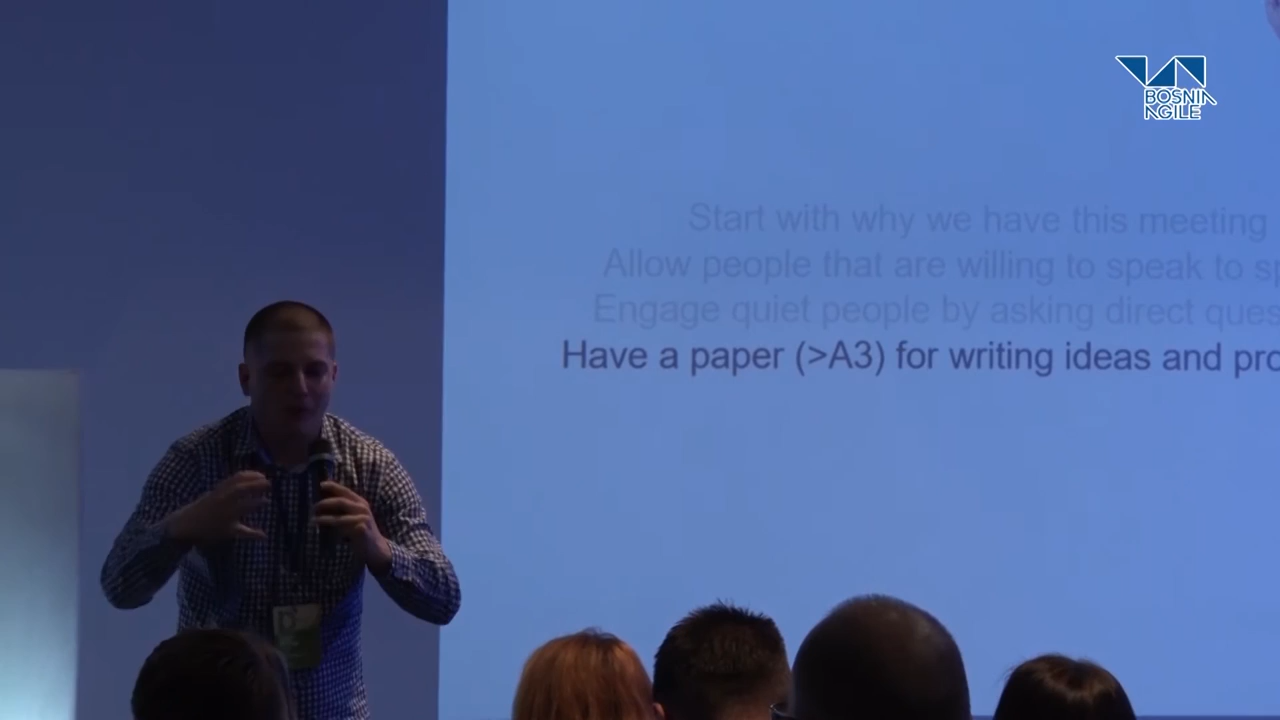 BOSNIA
AGILE
Start with why we have this meeting
Allow people that are willing to speak to
Engage quiet people by asking direct
Have a paper (>A3) for writing ideas and